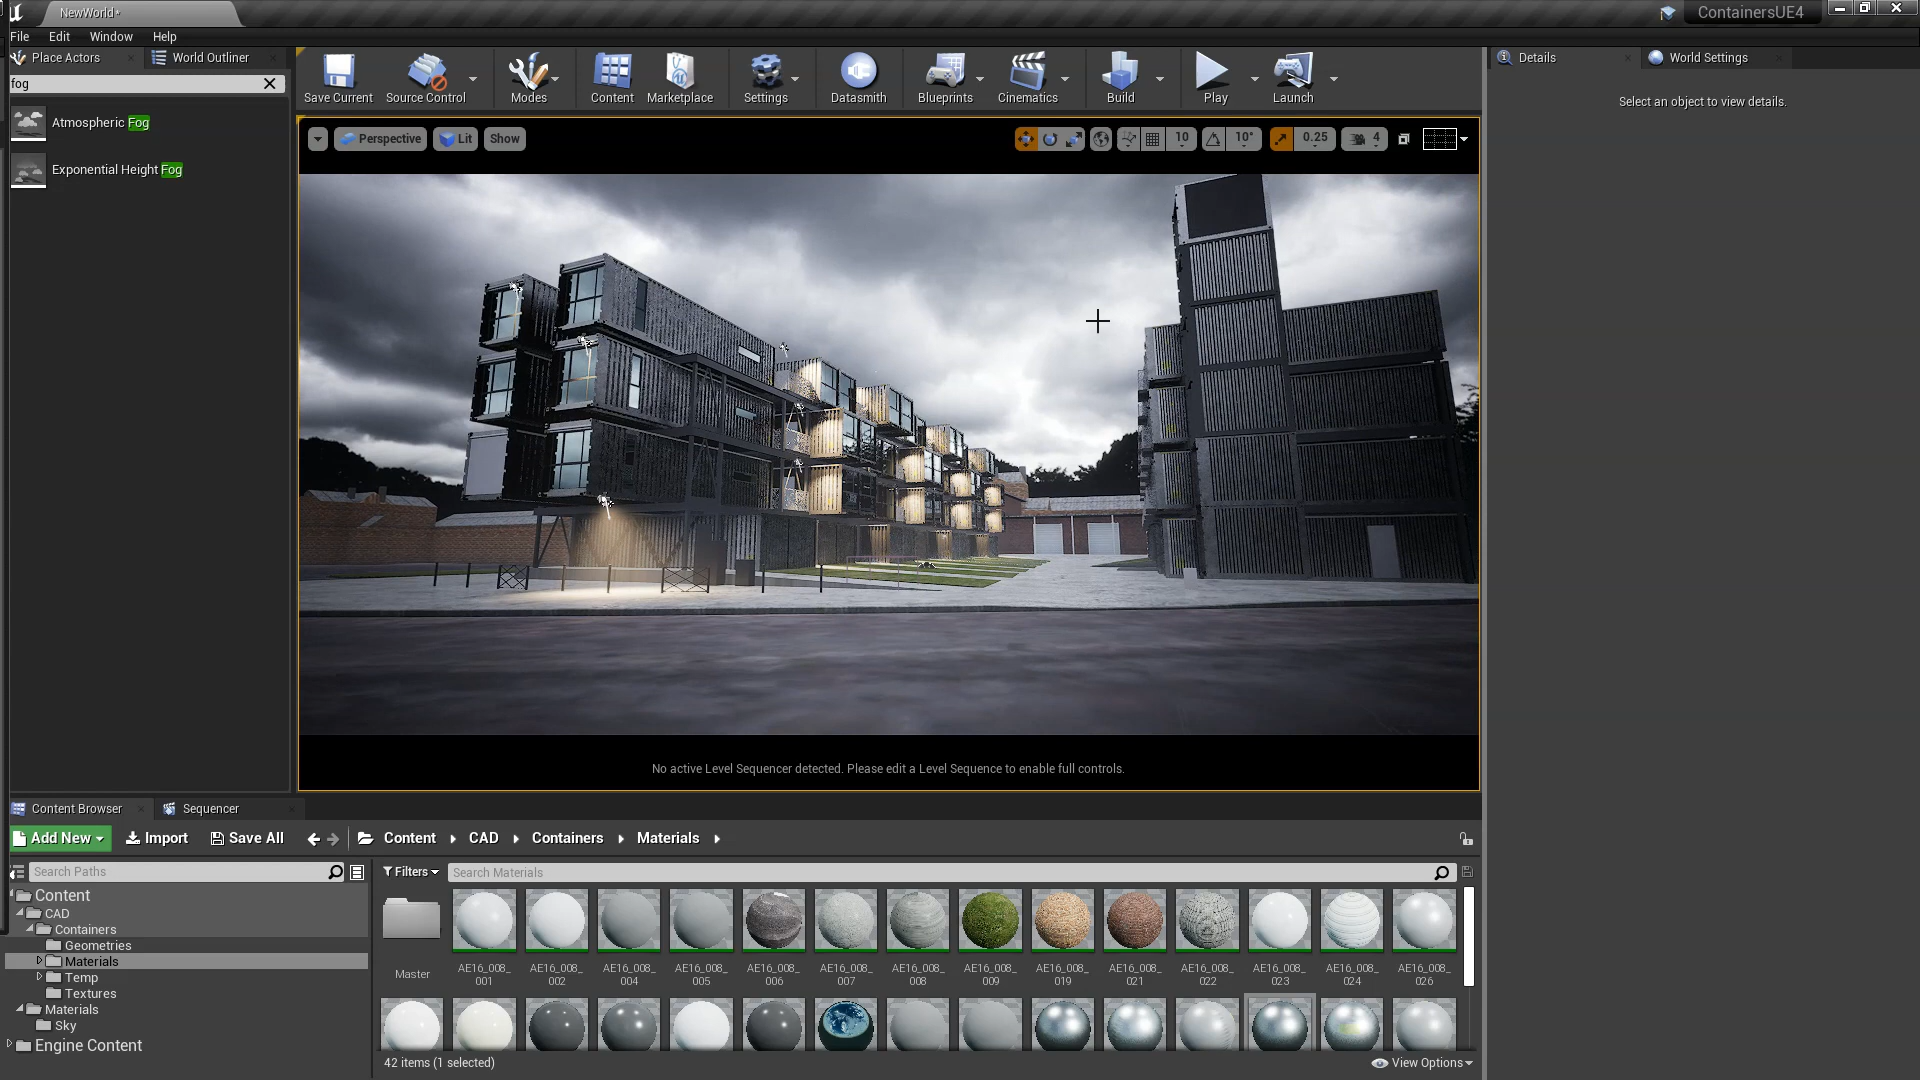 NewWorld*
ContainersUE4
File Edit Window Help
Place Actors World Outliner
Details World Settings
fog
Atmospheric Fog
Exponential Height Fog
Save Current Source Control Modes Content Marketplace Settings Datasmith Blueprints Cinematics Build Play Launch
Select an object to view details.
Perspective Lit Show
10 10° 0.25 4
No active Level Sequencer detected. Please edit a Level Sequence to enable full controls.
Content Browser Sequencer
Add New Import Save All Content CAD Containers Materials
Search Paths
Filters Search Materials
Content
CAD
Containers
Geometries
Materials
Temp
Textures
Materials
Sky
Engine Content
Master
AE16_008_
001
AE16_008_
002
AE16_008_
004
AE16_008_
005
AE16_008_
006
AE16_008_
007
AE16_008_
008
AE16_008_
009
AE16_008_
019
AE16_008_
021
AE16_008_
022
AE16_008_
023
AE16_008_
024
AE16_008_
026
42 items (1 selected)
View Options